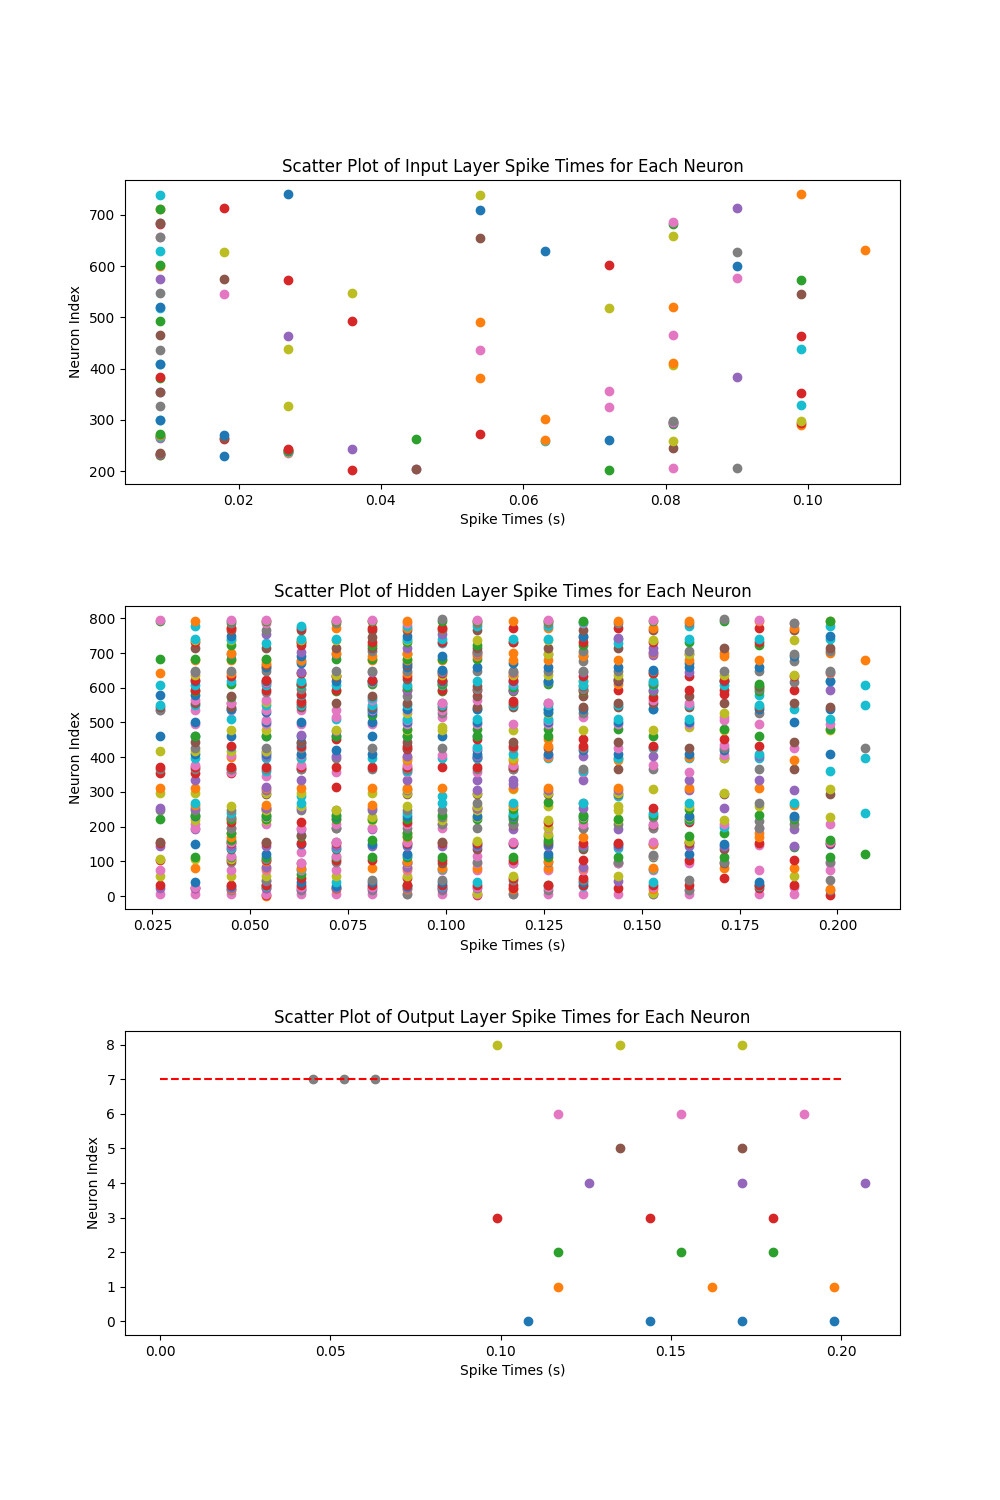 Scatter Plot of Input Layer Spike Times for Each Neuron
Neuron Index
700
600
500
400
300
200
0.02 0.04 0.06 0.08 0.10
Spike Times (s)
Scatter Plot of Hidden Layer Spike Times for Each Neuron
Neuron Index
800
700
600
500
400
300
200
100
0
0.025 0.050 0.075 0.100 0.125 0.150 0.175 0.200
Spike Times (s)
Scatter Plot of Output Layer Spike Times for Each Neuron
Neuron Index
8
7
6
5
4
3
2
1
0
0.00 0.05 0.10 0.15 0.20
Spike Times (s)